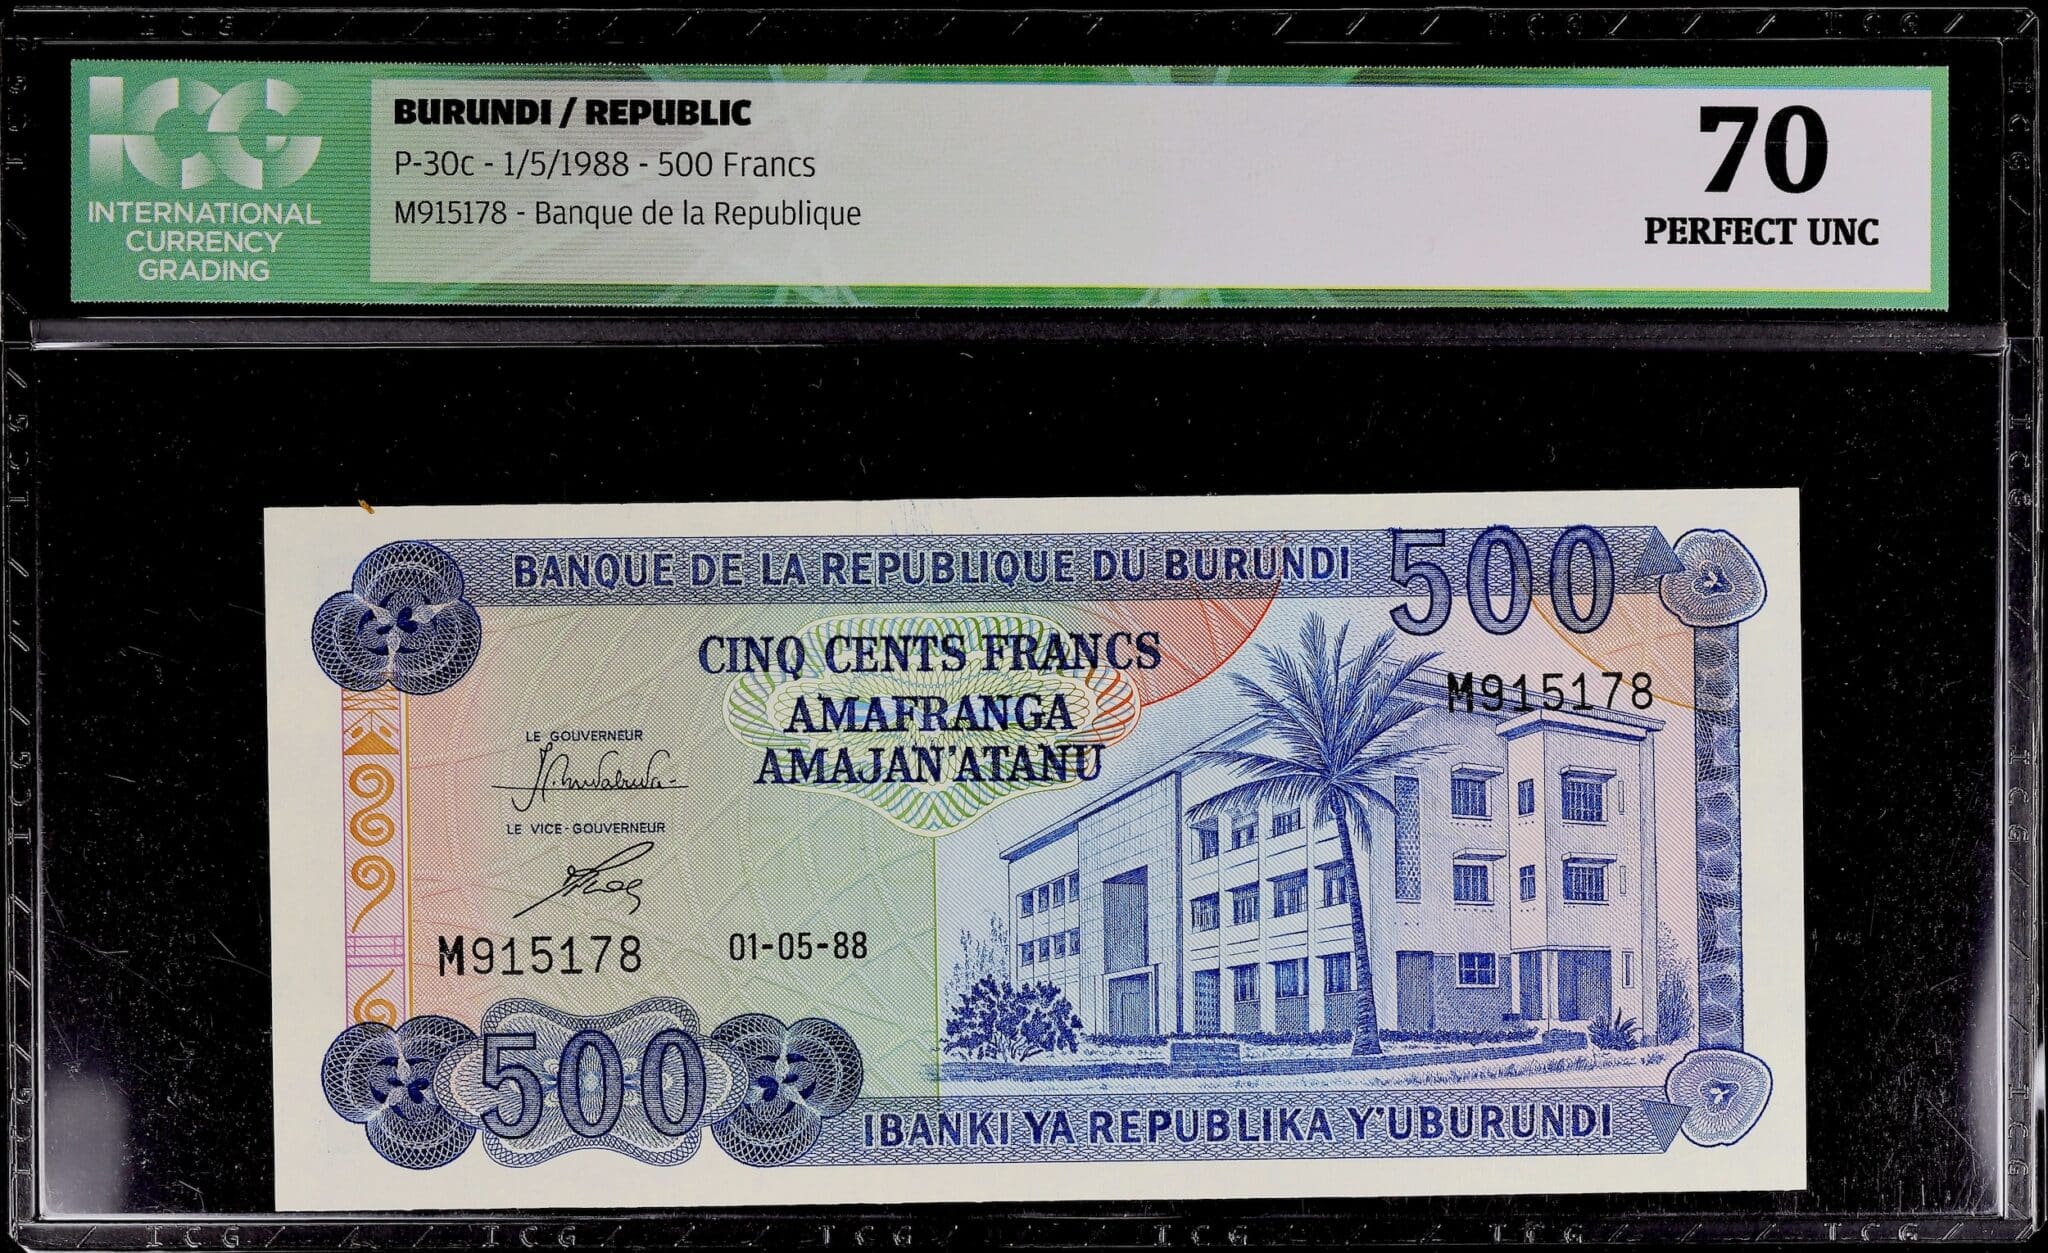 ICG
INTERNATIONAL
CURRENCY
GRADING
BURUNDI / REPUBLIC
P-30c - 1/5/1988 - 500 Francs
M915178 - Banque de la Republique
70
PERFECT UNC
BANQUE DE LA REPUBLIQUE DU BURUNDI
500
CINQ CENTS FRANCS
AMAFRANGA
AMAJAN'ATANU
M915178
LE GOUVERNEUR
LE VICE-GOUVERNEUR
M915178
01-05-88
500
IBANKI YA REPUBLIKA Y'UBURUNDI